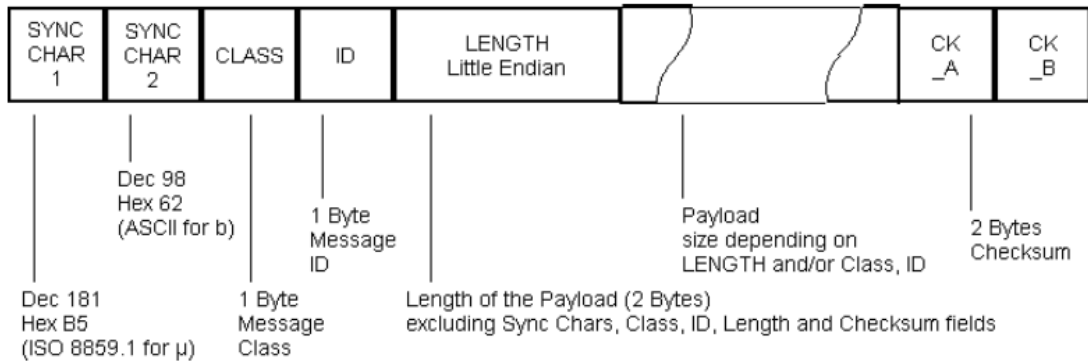 SYNC
CHAR
1
SYNC
CHAR
2
CLASS
ID
LENGTH
Little Endian
CK
_A
CK
_B
Dec 98
Hex 62
(ASCII for b)
1 Byte
Message
ID
Payload
size depending on
LENGTH and/or Class, ID
2 Bytes
Checksum
Dec 181
Hex B5
(ISO 8859.1 for µ)
1 Byte
Message
Class
Length of the Payload (2 Bytes)
excluding Sync Chars, Class, ID, Length and Checksum fields